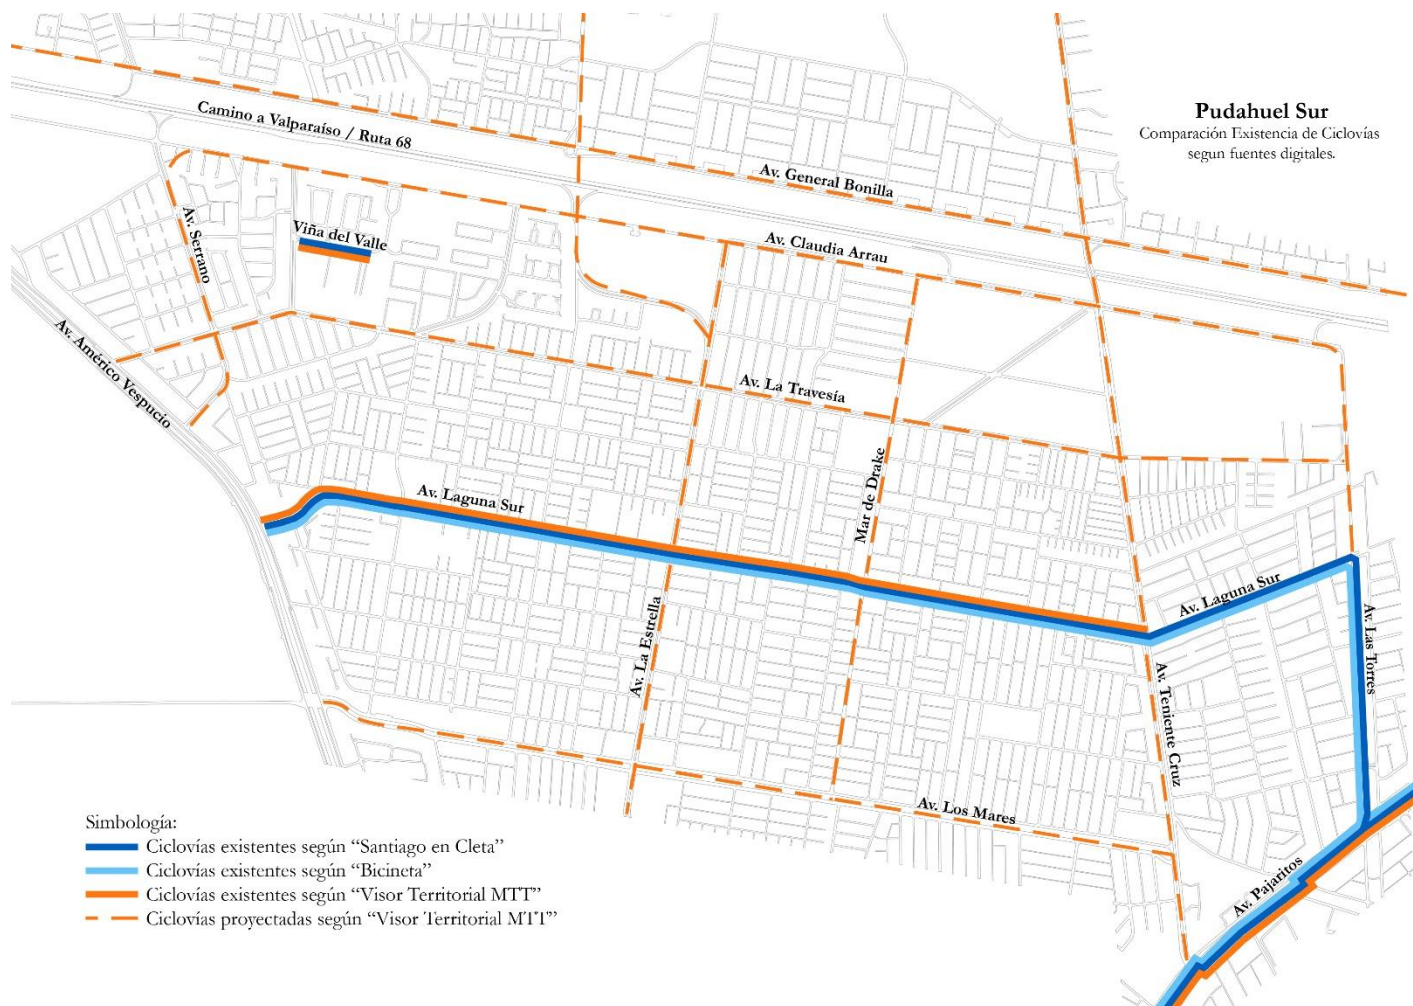 Pudahuel Sur
Comparación Existencia de Ciclovías
segun fuentes digitales.
Camino a Valparaíso / Ruta 68
Av. General Bonilla
Av. Serrano
Viña del Valle
Av. Claudia Arrau
Av. Américo Vespucio
Av. La Travesía
Mar de Drake
Av. Laguna Sur
Av. Laguna Sur
Av. La Estrella
Av. Las Torres
Av. Teniente Cruz
Av. Los Mares
Av. Pajaritos
Simbología:
Ciclovías existentes según “Santiago en Cleta”
Ciclovías existentes según “Bicineta”
Ciclovías existentes según “Visor Territorial MTT”
Ciclovías proyectadas según “Visor Territorial MTT”